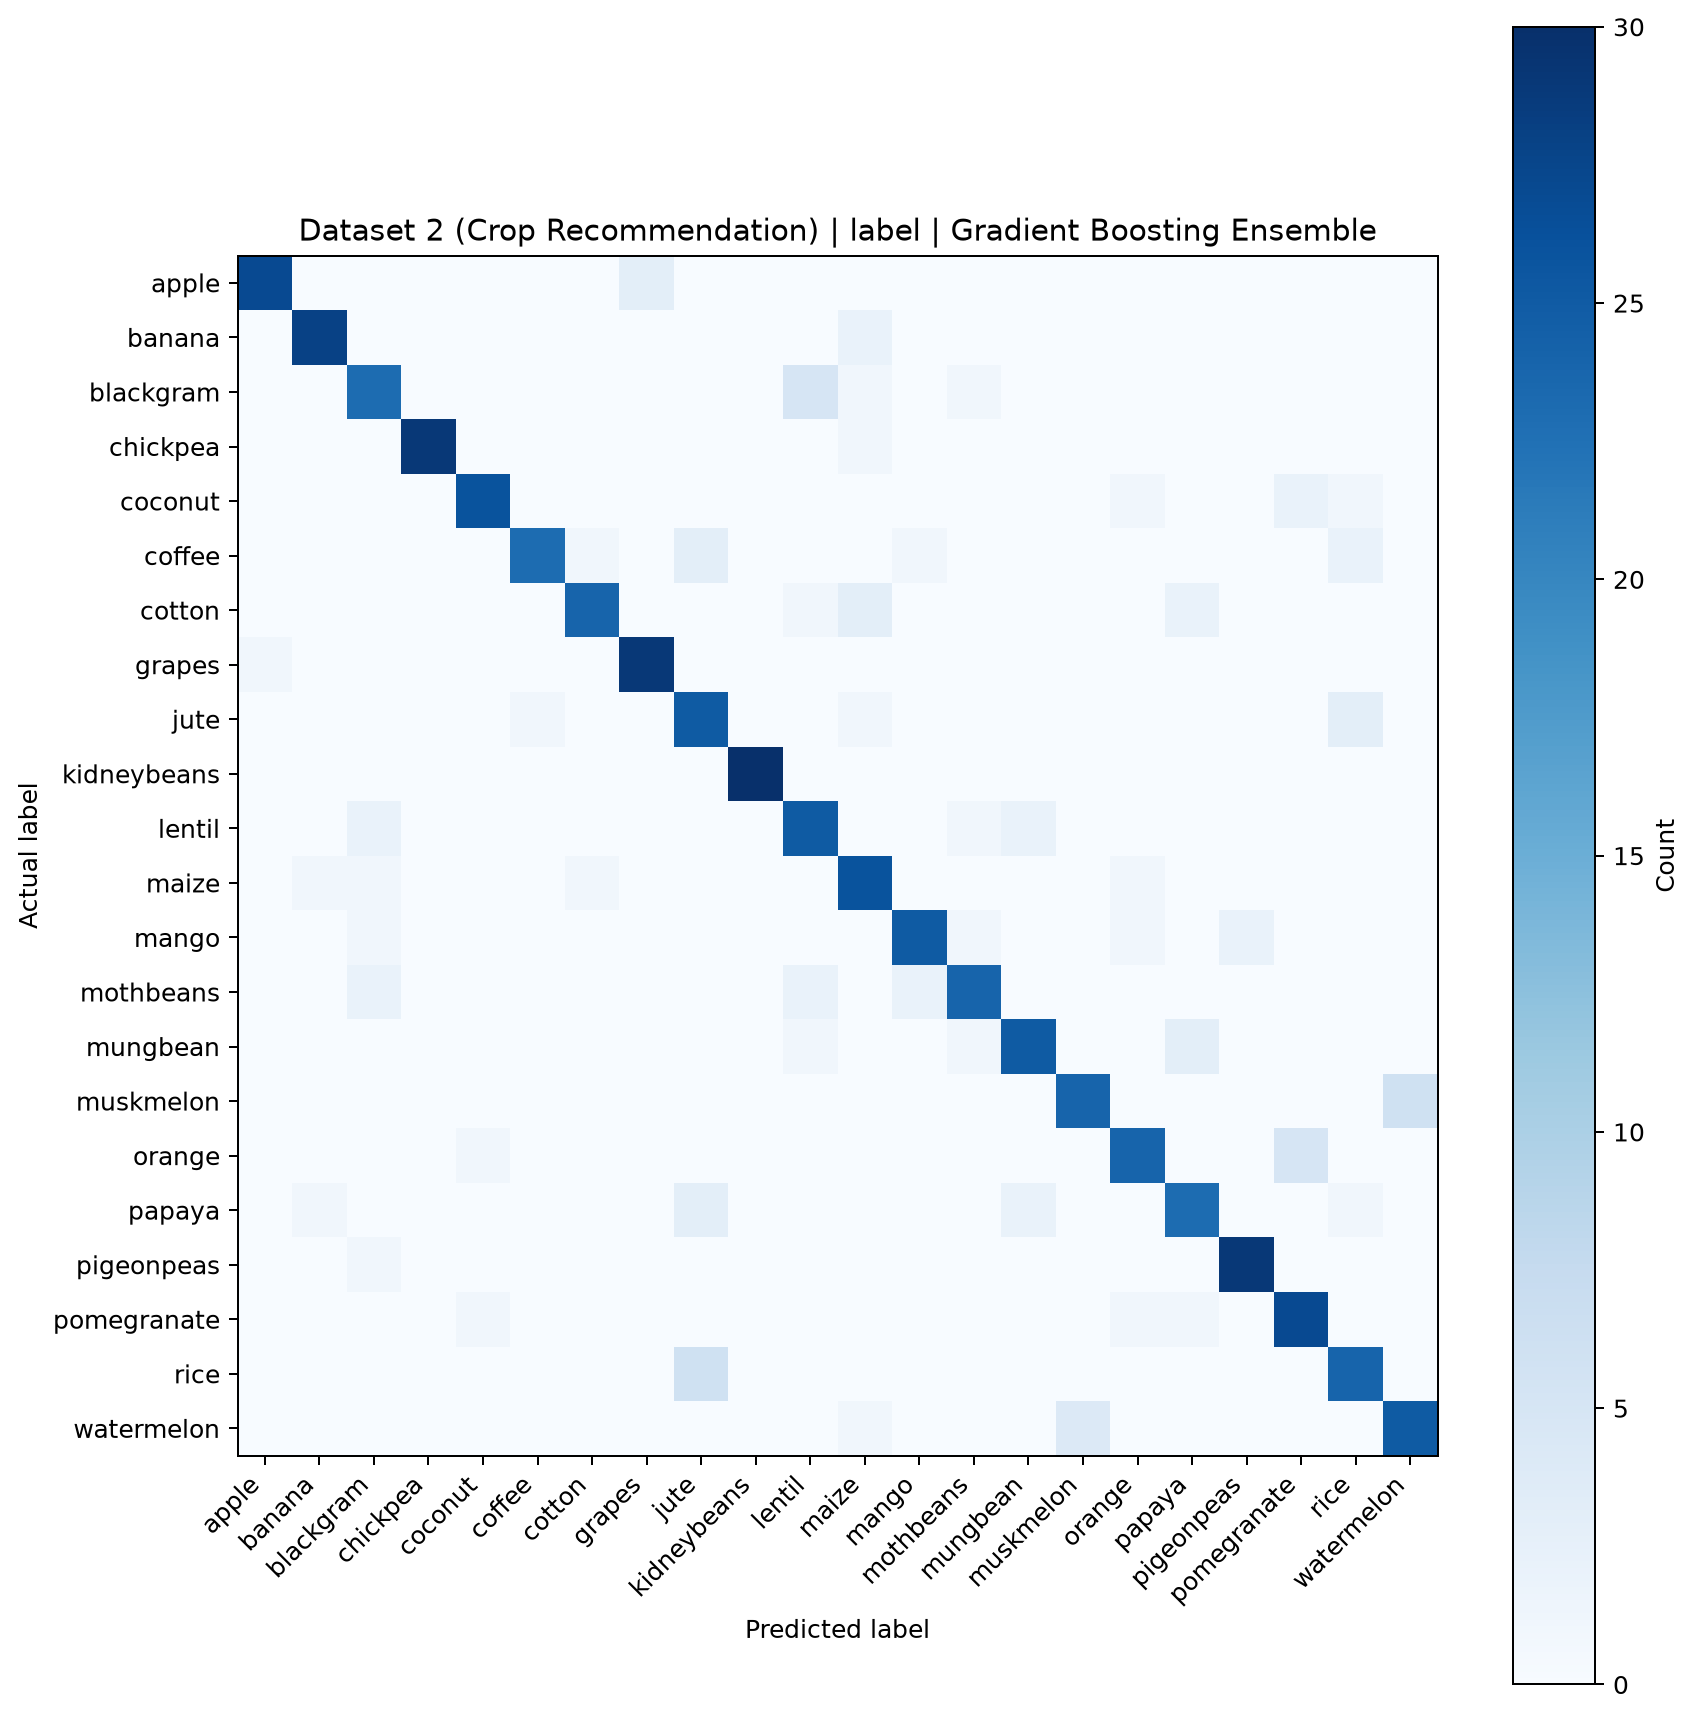 Dataset 2 (Crop Recommendation) | label | Gradient Boosting Ensemble
Actual label
apple
banana
blackgram
chickpea
coconut
coffee
cotton
grapes
jute
kidneybeans
lentil
maize
mango
mothbeans
mungbean
muskmelon
orange
papaya
pigeonpeas
pomegranate
rice
watermelon
apple
banana
blackgram
chickpea
coconut
coffee
cotton
grapes
jute
kidneybeans
lentil
maize
mango
mothbeans
mungbean
muskmelon
orange
papaya
pigeonpeas
pomegranate
rice
watermelon
Predicted label
30
25
20
15
10
5
0
Count